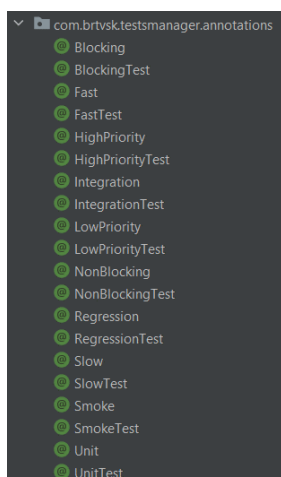 com.brtvsk.testsmanager.annotations
Blocking
BlockingTest
Fast
FastTest
HighPriority
HighPriorityTest
Integration
IntegrationTest
LowPriority
LowPriorityTest
NonBlocking
NonBlockingTest
Regression
RegressionTest
Slow
SlowTest
Smoke
SmokeTest
Unit
UnitTest